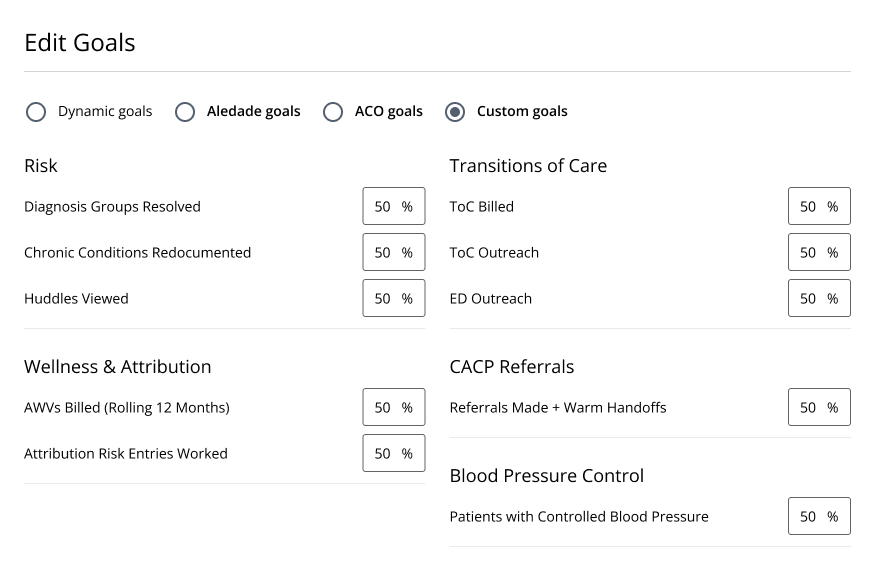 Edit Goals
Dynamic goals Aledade goals ACO goals Custom goals
Risk
Diagnosis Groups Resolved 50 %
Chronic Conditions Redocumented 50 %
Huddles Viewed 50 %
Wellness & Attribution
AWVs Billed (Rolling 12 Months) 50 %
Attribution Risk Entries Worked 50 %
Transitions of Care
ToC Billed 50 %
ToC Outreach 50 %
ED Outreach 50 %
CACP Referrals
Referrals Made + Warm Handoffs 50 %
Blood Pressure Control
Patients with Controlled Blood Pressure 50 %